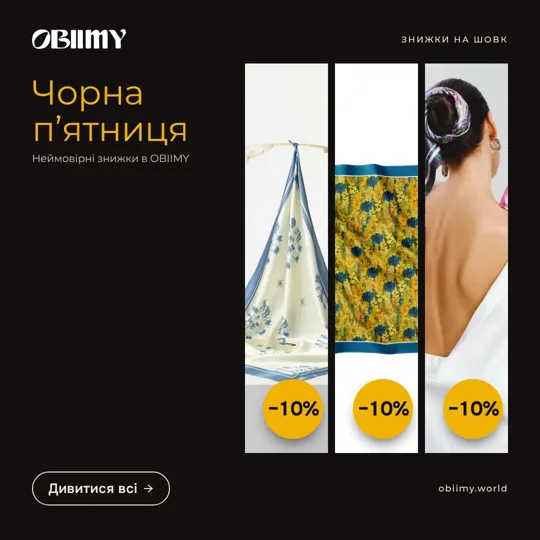 OBIIMY
ЗНИЖКИ НА ШОВК
Чорна
п’ятниця
Неймовірні знижки в OBIIMY
-10%
-10%
-10%
Дивитися всі →
obiimy.world